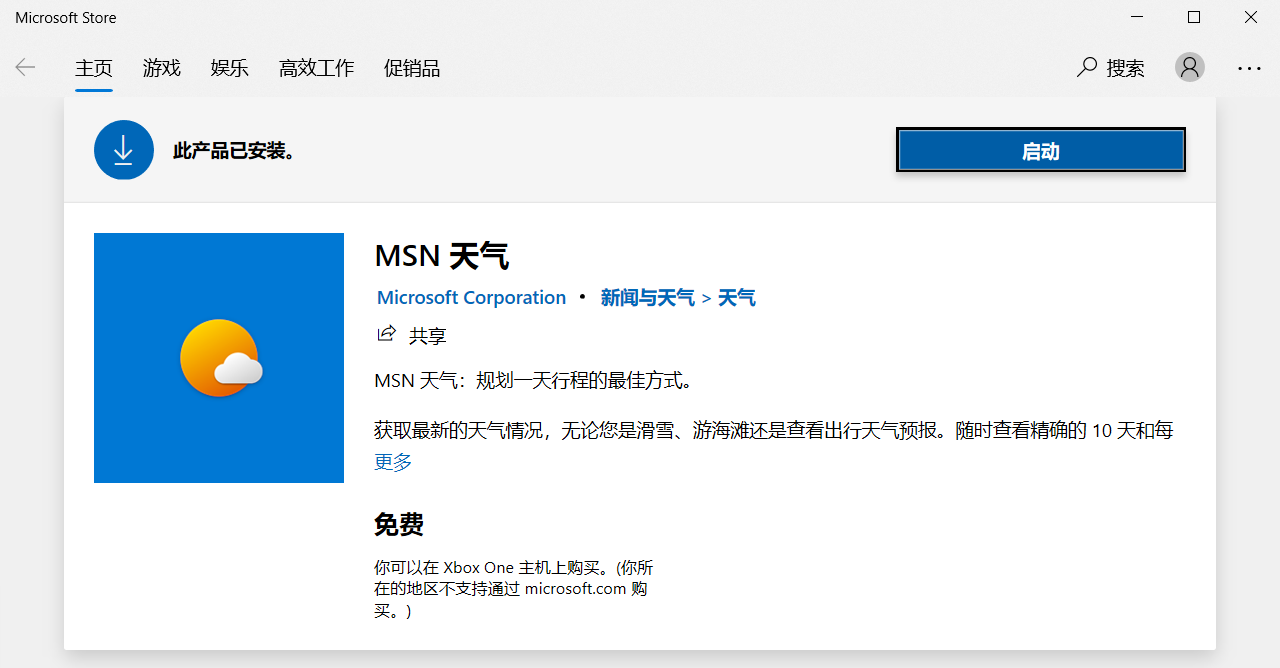 Microsoft Store
主页 游戏 娱乐 高效工作 促销品 搜索
此产品已安装。 启动
MSN 天气
Microsoft Corporation • 新闻与天气 > 天气
共享
MSN 天气：规划一天行程的最佳方式。
获取最新的天气情况，无论您是滑雪、游海滩还是查看出行天气预报。随时查看精确的 10 天和每
更多
免费
你可以在 Xbox One 主机上购买。(你所
在的地区不支持通过 microsoft.com 购
买。)